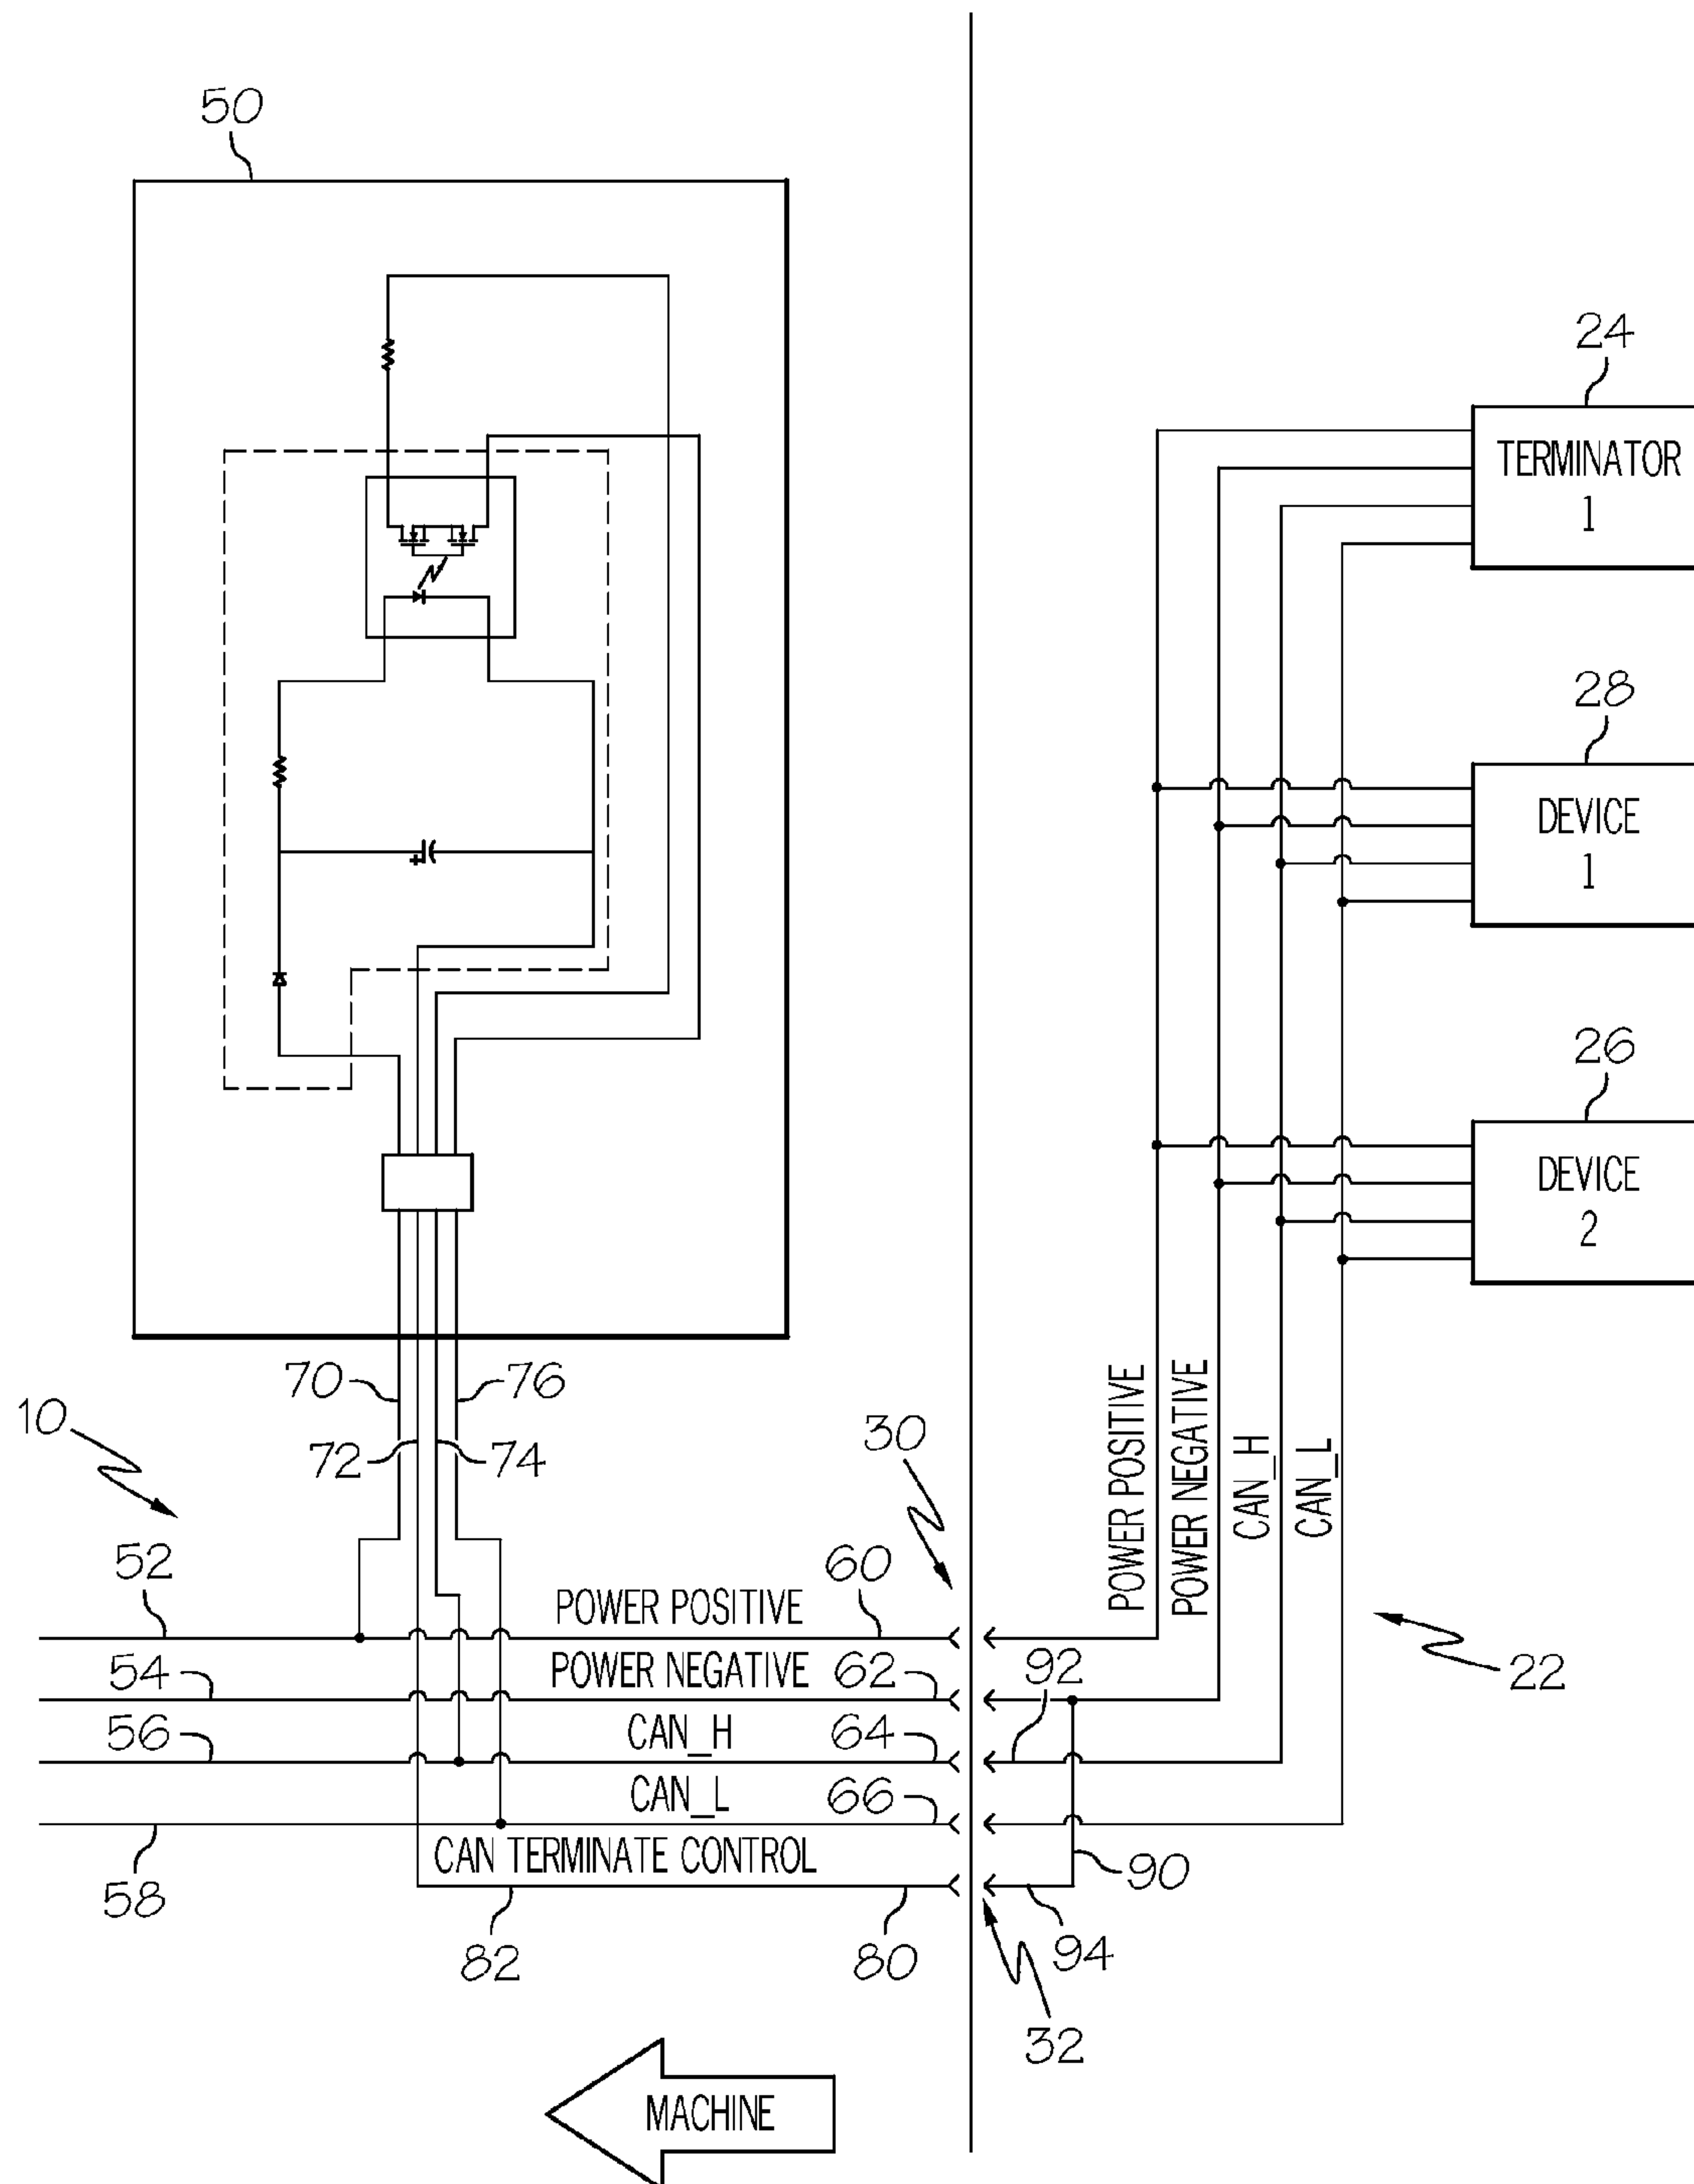 50
24
TERMINATOR
1
28
DEVICE
1
26
DEVICE
2
70
76
10
72
74
30
POWER POSITIVE
POWER NEGATIVE
CAN_H
CAN_L
52
POWER POSITIVE
60
54
POWER NEGATIVE
62
92
22
56
CAN_H
64
CAN_L
66
58
CAN TERMINATE CONTROL
90
82
80
94
32
MACHINE